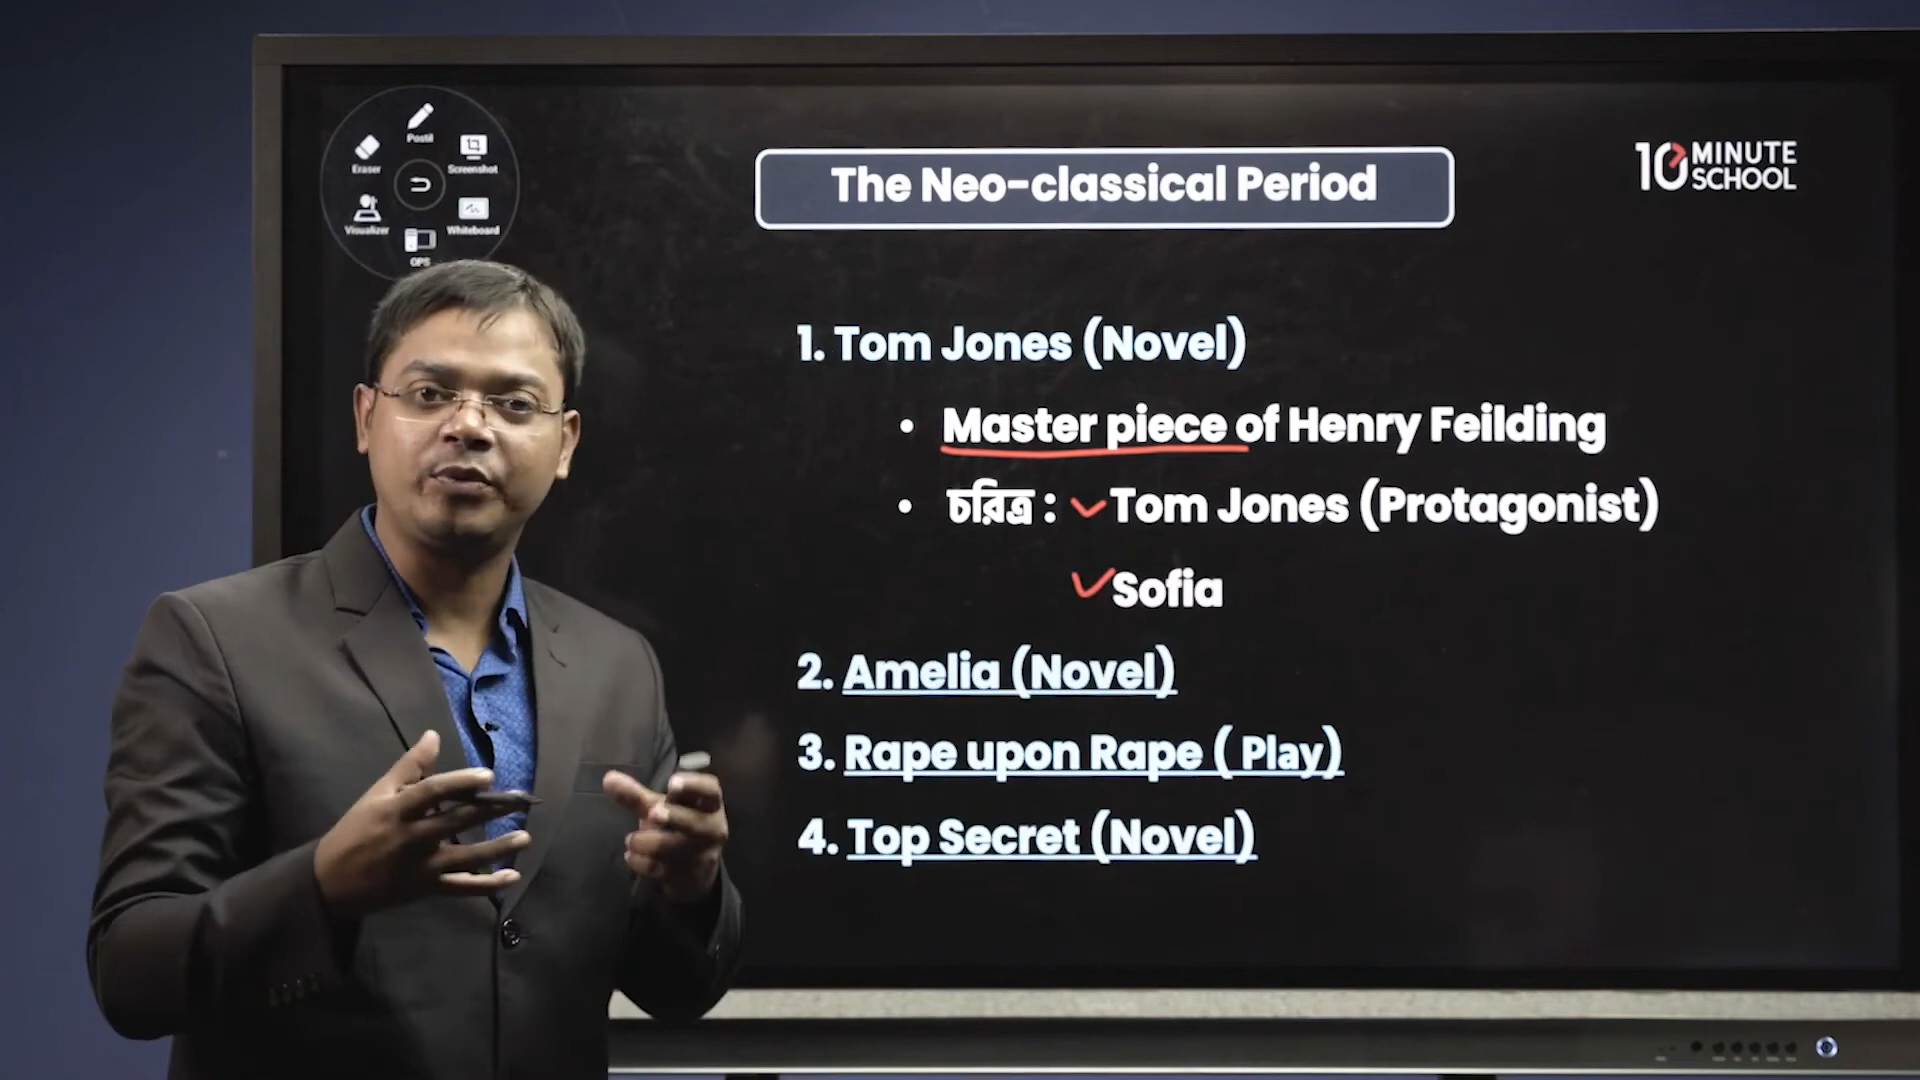 Postil
Eraser
Screenshot
Visualizer
Whiteboard
OPS
The Neo-classical Period
10 MINUTE SCHOOL
1. Tom Jones (Novel)
• Master piece of Henry Feilding
• চরিত্র : Tom Jones (Protagonist)
Sofia
2. Amelia (Novel)
3. Rape upon Rape ( Play)
4. Top Secret (Novel)